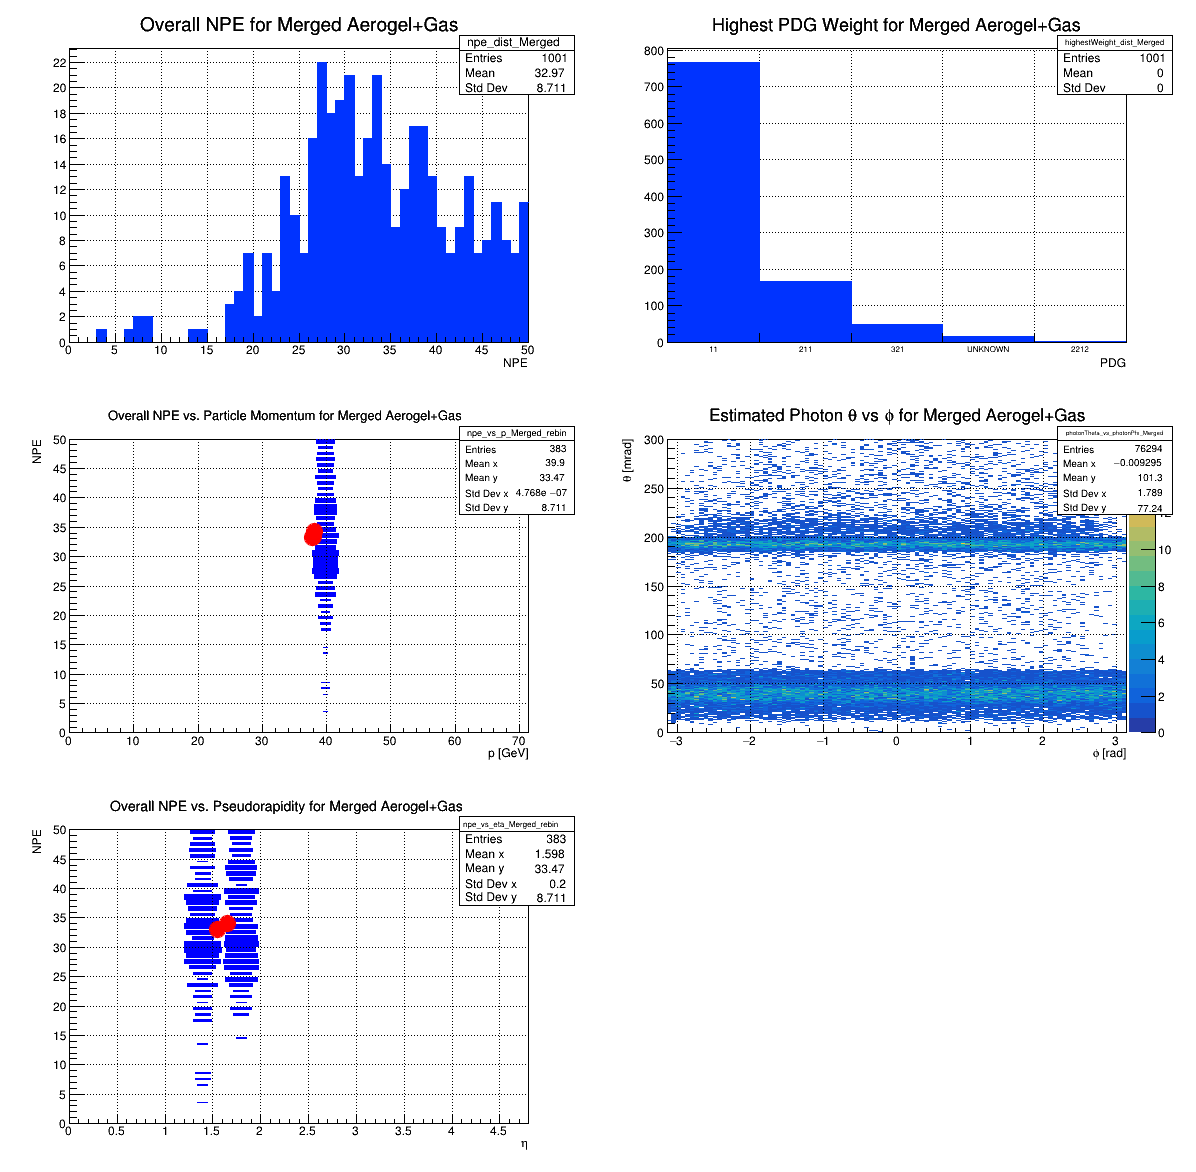 Overall NPE for Merged Aerogel+Gas
npe_dist_Merged
Entries 1001
Mean 32.97
Std Dev 8.711
22
20
18
16
14
12
10
8
6
4
2
0
0 5 10 15 20 25 30 35 40 45 50
NPE
Highest PDG Weight for Merged Aerogel+Gas
highestWeight_dist_Merged
Entries 1001
Mean 0
Std Dev 0
800
700
600
500
400
300
200
100
0
11 211 321 UNKNOWN 2212
PDG
Overall NPE vs. Particle Momentum for Merged Aerogel+Gas
npe_vs_p_Merged_rebin
Entries 383
Mean x 39.9
Mean y 33.47
Std Dev x 4.768e −07
Std Dev y 8.711
NPE
50
45
40
35
30
25
20
15
10
5
0
0 10 20 30 40 50 60 70
p [GeV]
Estimated Photon θ vs ϕ for Merged Aerogel+Gas
photonTheta_vs_photonPhi_Merged
Entries 76294
Mean x −0.009295
Mean y 101.3
Std Dev x 1.789
Std Dev y 77.24
θ [mrad]
300
250
200
150
100
50
0
−3 −2 −1 0 1 2 3
ϕ [rad]
10
8
6
4
2
0
Overall NPE vs. Pseudorapidity for Merged Aerogel+Gas
npe_vs_eta_Merged_rebin
Entries 383
Mean x 1.598
Mean y 33.47
Std Dev x 0.2
Std Dev y 8.711
NPE
50
45
40
35
30
25
20
15
10
5
0
0 0.5 1 1.5 2 2.5 3 3.5 4 4.5
η